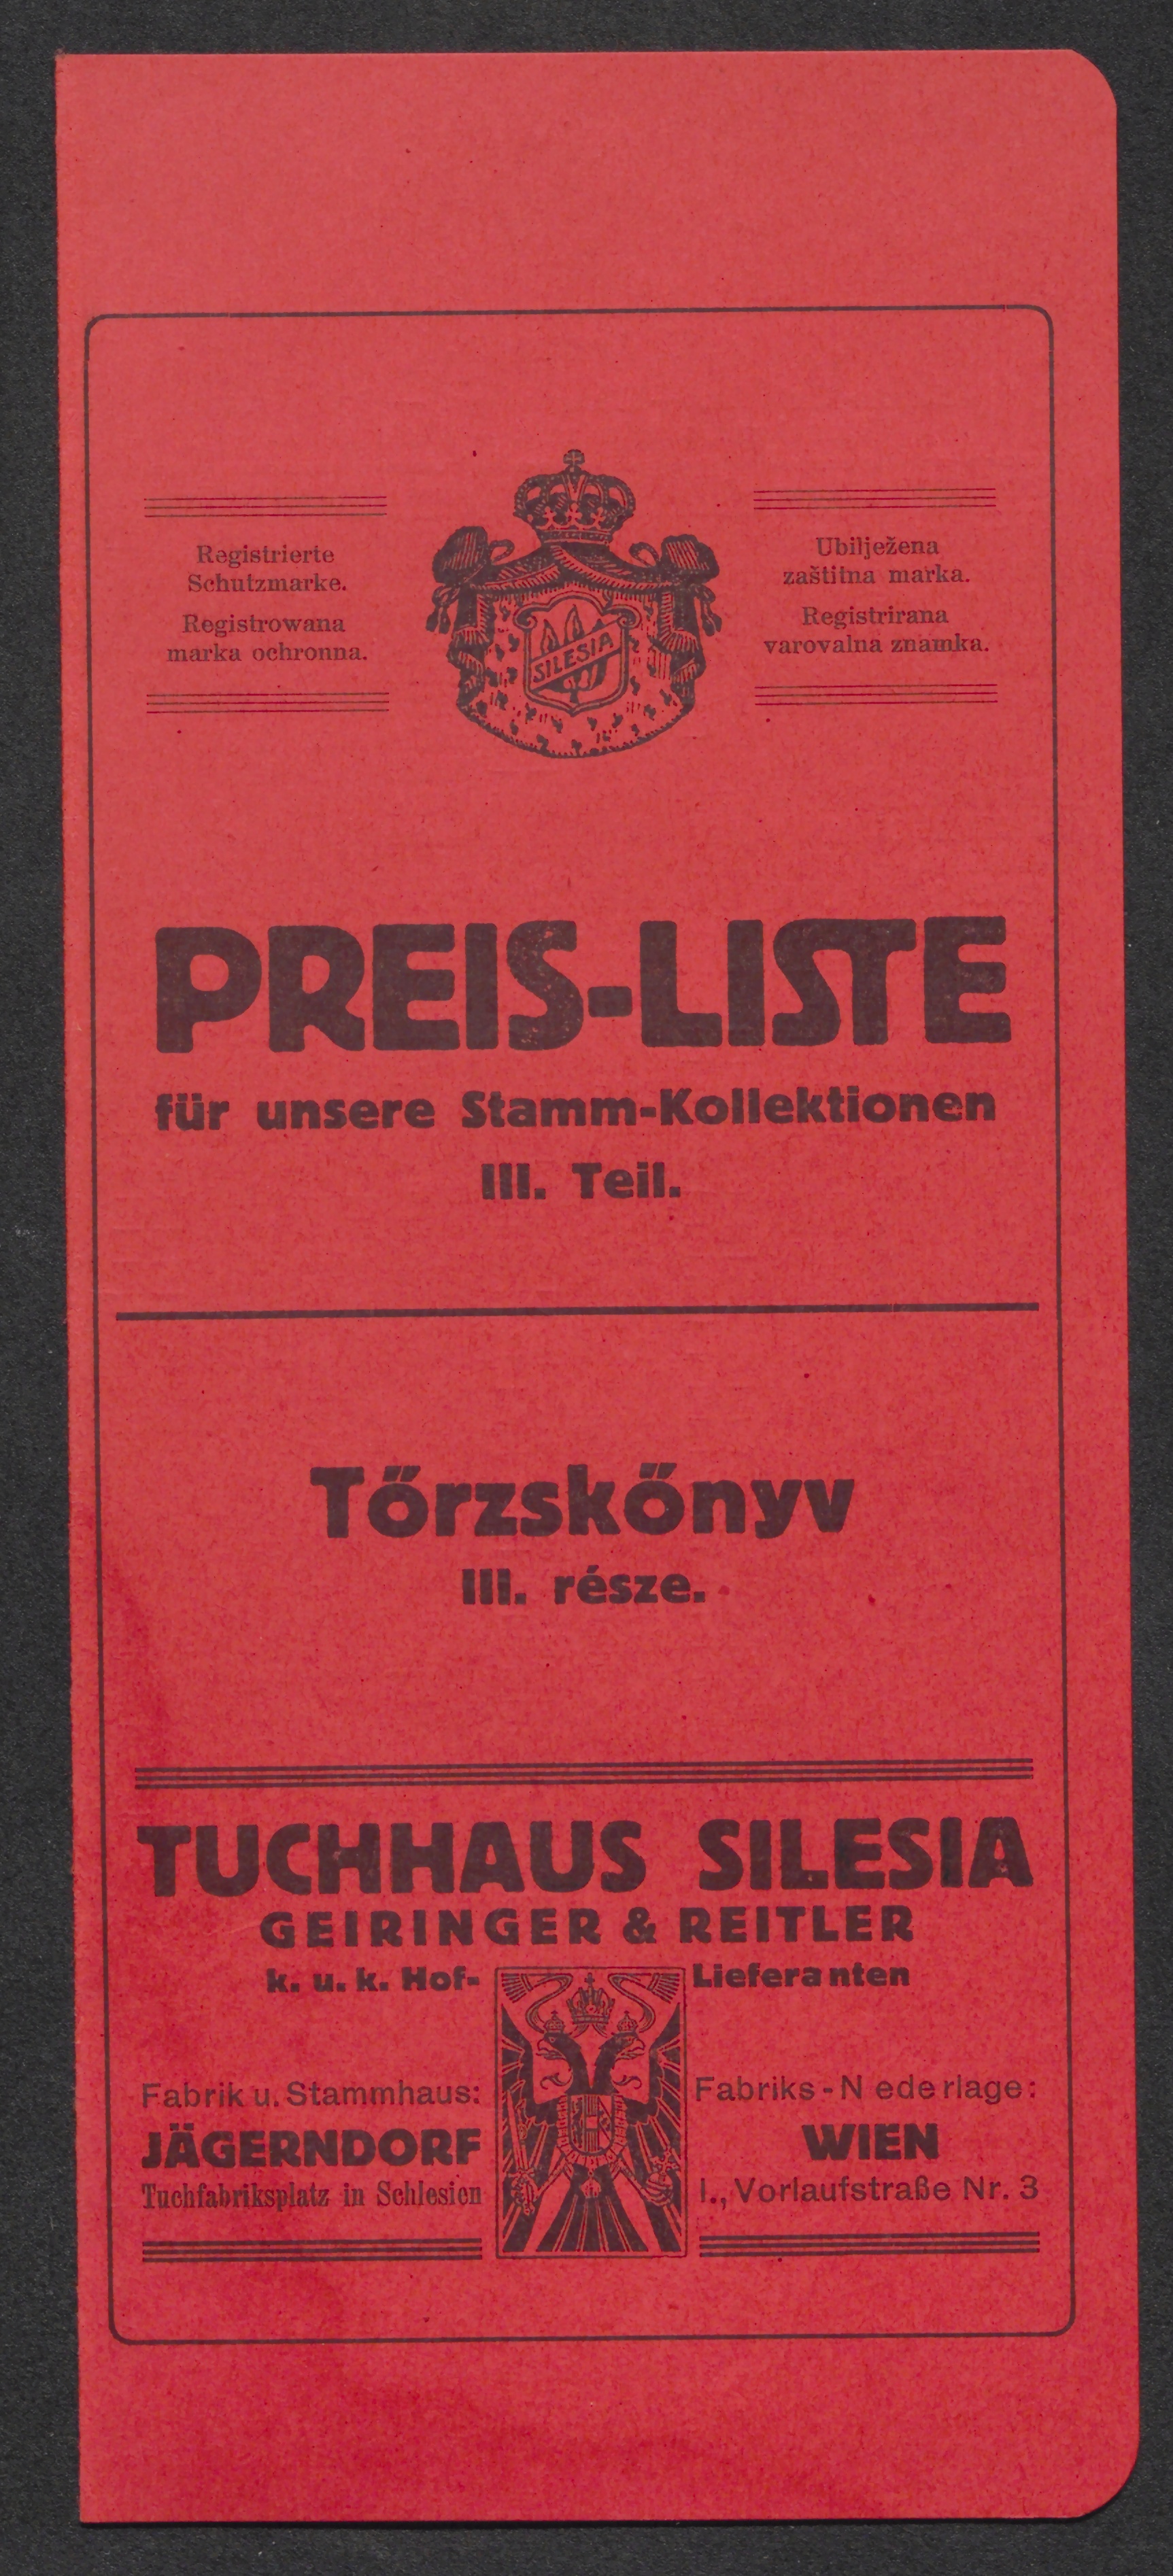 Registrierte
Schutzmarke.
Registrowana
marka ochronna.
SILESIA
Ubilježena
zaštitna marka.
Registrirana
varovalna znamka.
PREIS-LISTE
für unsere Stamm-Kollektionen
III. Teil.
Tőrzskőnyv
III. része.
TUCHHAUS SILESIA
GEIRINGER & REITLER
k. u. k. Hof-Lieferanten
Fabrik u. Stammhaus:
JÄGERNDORF
Tuchfabriksplatz in Schlesien
Fabriks-N ederlage:
WIEN
I., Vorlaufstraße Nr. 3